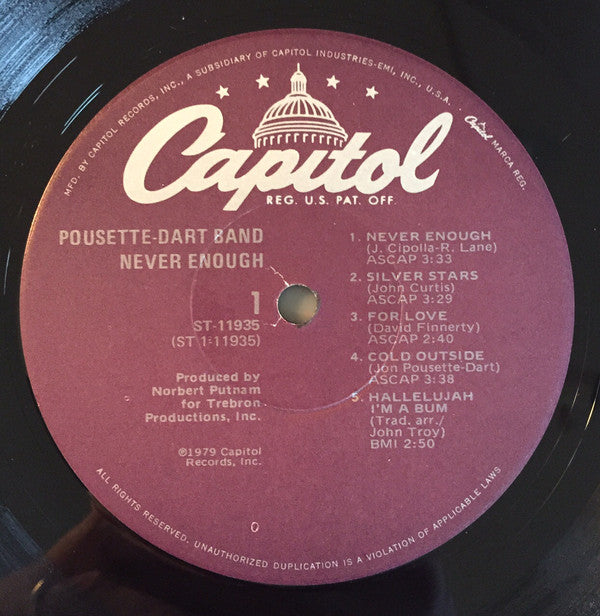 MFD. BY CAPITOL RECORDS, INC., A SUBSIDIARY OF CAPITOL INDUSTRIES-EMI, INC., U.S.A.
Capitol MARCA REG.
Capitol
REG. U.S. PAT. OFF.
POUSETTE-DART BAND
NEVER ENOUGH
1
ST-11935
(ST 1-11935)
Produced by
Norbert Putnam
for Trebron
Productions, Inc.
℗1979 Capitol
Records, Inc.
1. NEVER ENOUGH
(J. Cipolla-R. Lane)
ASCAP 3:33
2. SILVER STARS
(John Curtis)
ASCAP 3:29
3. FOR LOVE
(David Finnerty)
ASCAP 2:40
4. COLD OUTSIDE
(Jon Pousette-Dart)
ASCAP 3:38
5. HALLELUJAH
I'M A BUM
(Trad. arr./
John Troy)
BMI 2:50
0
ALL RIGHTS RESERVED. UNAUTHORIZED DUPLICATION IS A VIOLATION OF APPLICABLE LAWS